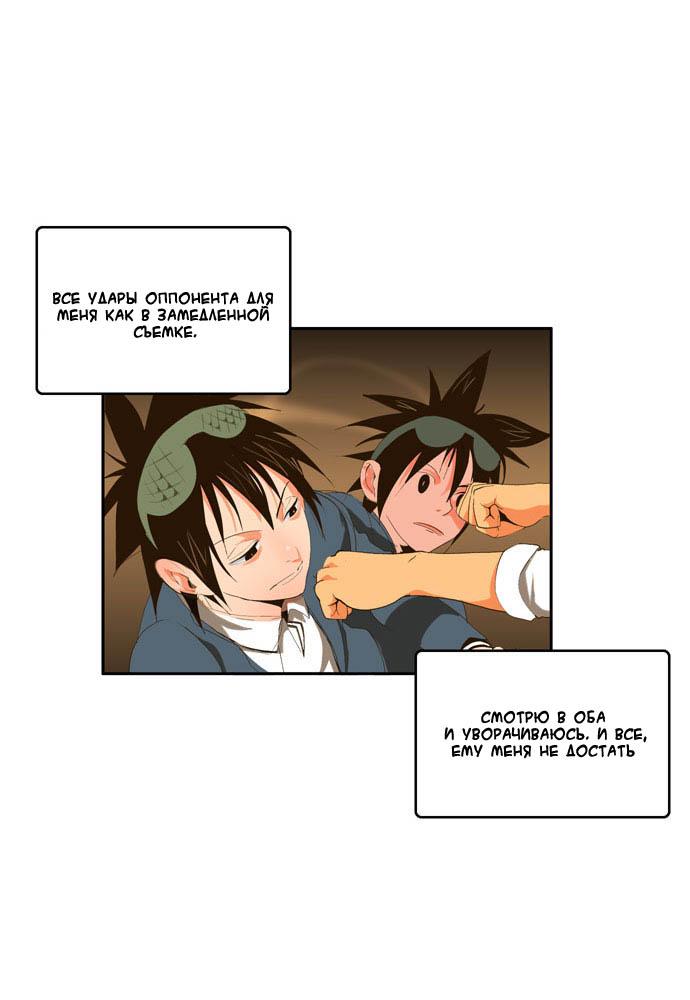 ВСЕ УДАРЫ ОППОНЕНТА ДЛЯ
МЕНЯ КАК В ЗАМЕДЛЕННОЙ
СЪЕМКЕ.
СМОТРЮ В ОБА
И УВОРАЧИВАЮСЬ. И ВСЕ,
ЕМУ МЕНЯ НЕ ДОСТАТЬ